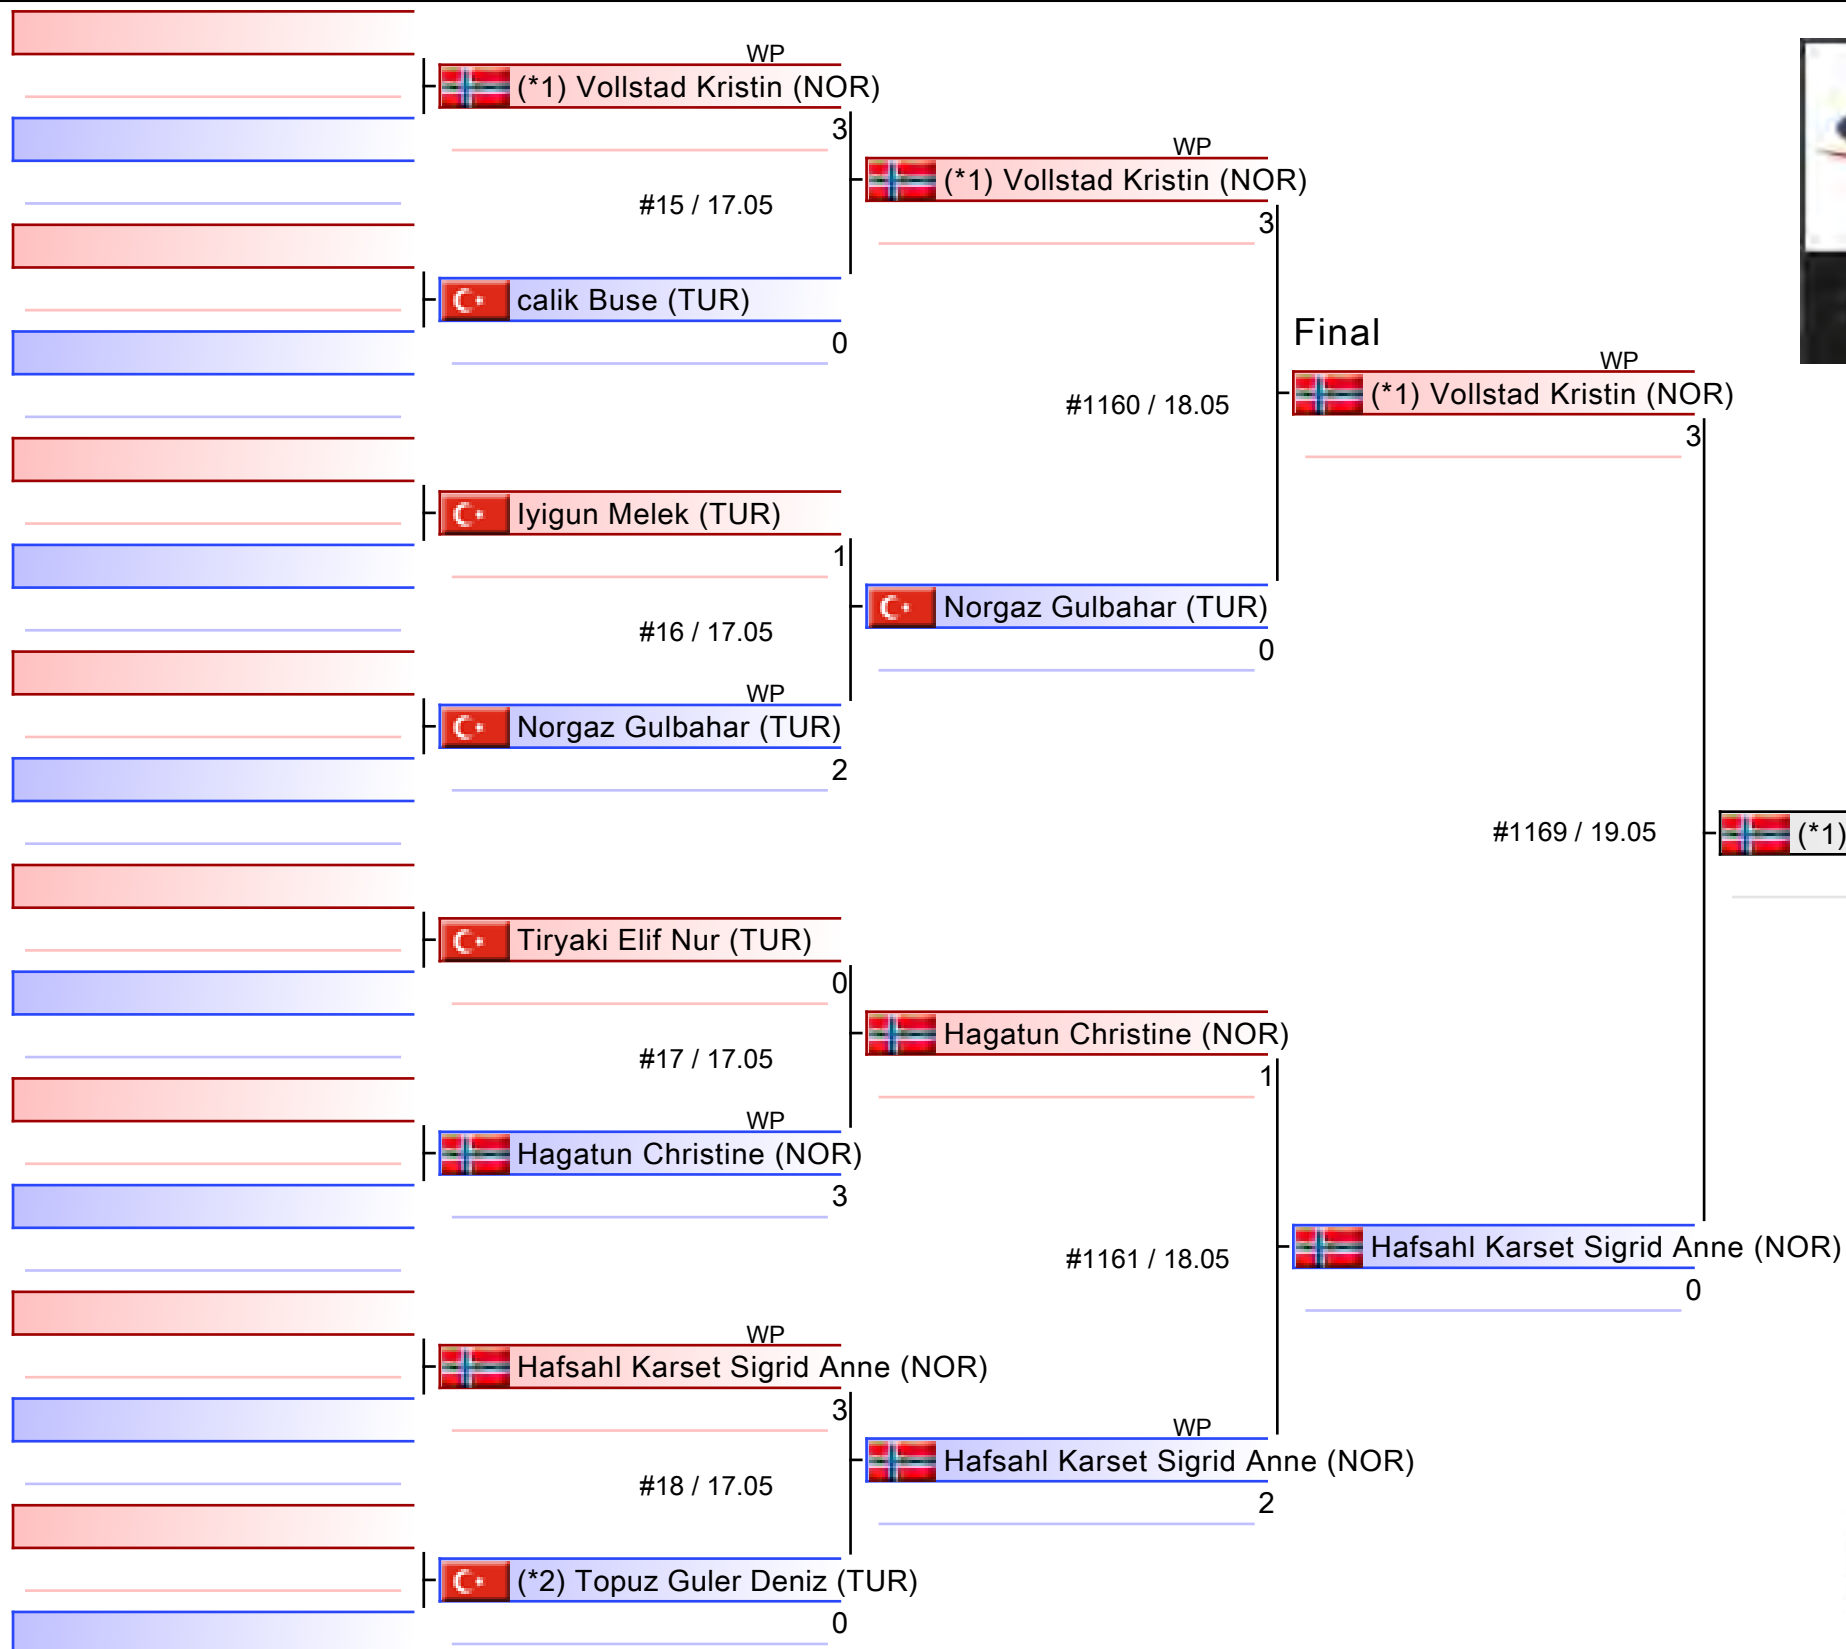 WP
(*1) Vollstad Kristin (NOR)
3
#15 / 17.05
calik Buse (TUR)
0
Iyigun Melek (TUR)
1
#16 / 17.05
WP
Norgaz Gulbahar (TUR)
2
Tiryaki Elif Nur (TUR)
0
#17 / 17.05
WP
Hagatun Christine (NOR)
3
WP
Hafsahl Karset Sigrid Anne (NOR)
3
#18 / 17.05
(*2) Topuz Guler Deniz (TUR)
0
WP
(*1) Vollstad Kristin (NOR)
3
#1160 / 18.05
Norgaz Gulbahar (TUR)
0
Hagatun Christine (NOR)
1
#1161 / 18.05
WP
Hafsahl Karset Sigrid Anne (NOR)
2
Final
WP
(*1) Vollstad Kristin (NOR)
3
#1169 / 19.05
Hafsahl Karset Sigrid Anne (NOR)
0
(*1)